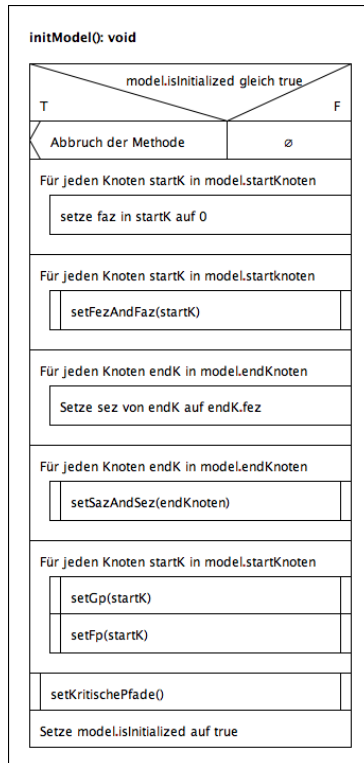 initModel(): void
model.isInitialized gleich true
T
F
Abbruch der Methode
ø
Für jeden Knoten startK in model.startKnoten
setze faz in startK auf 0
Für jeden Knoten startK in model.startknoten
setFezAndFaz(startK)
Für jeden Knoten endK in model.endKnoten
Setze sez von endK auf endK.fez
Für jeden Knoten endK in model.endKnoten
setSazAndSez(endKnoten)
Für jeden Knoten startK in model.startKnoten
setGp(startK)
setFp(startK)
setKritischePfade()
Setze model.isInitialized auf true